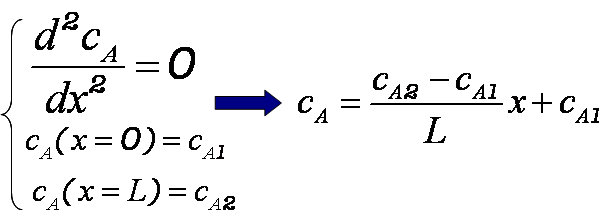 d²c_A/dx² = 0
c_A(x=0)=c_A1
c_A(x=L)=c_A2
c_A = (c_A2 − c_A1)/L x + c_A1